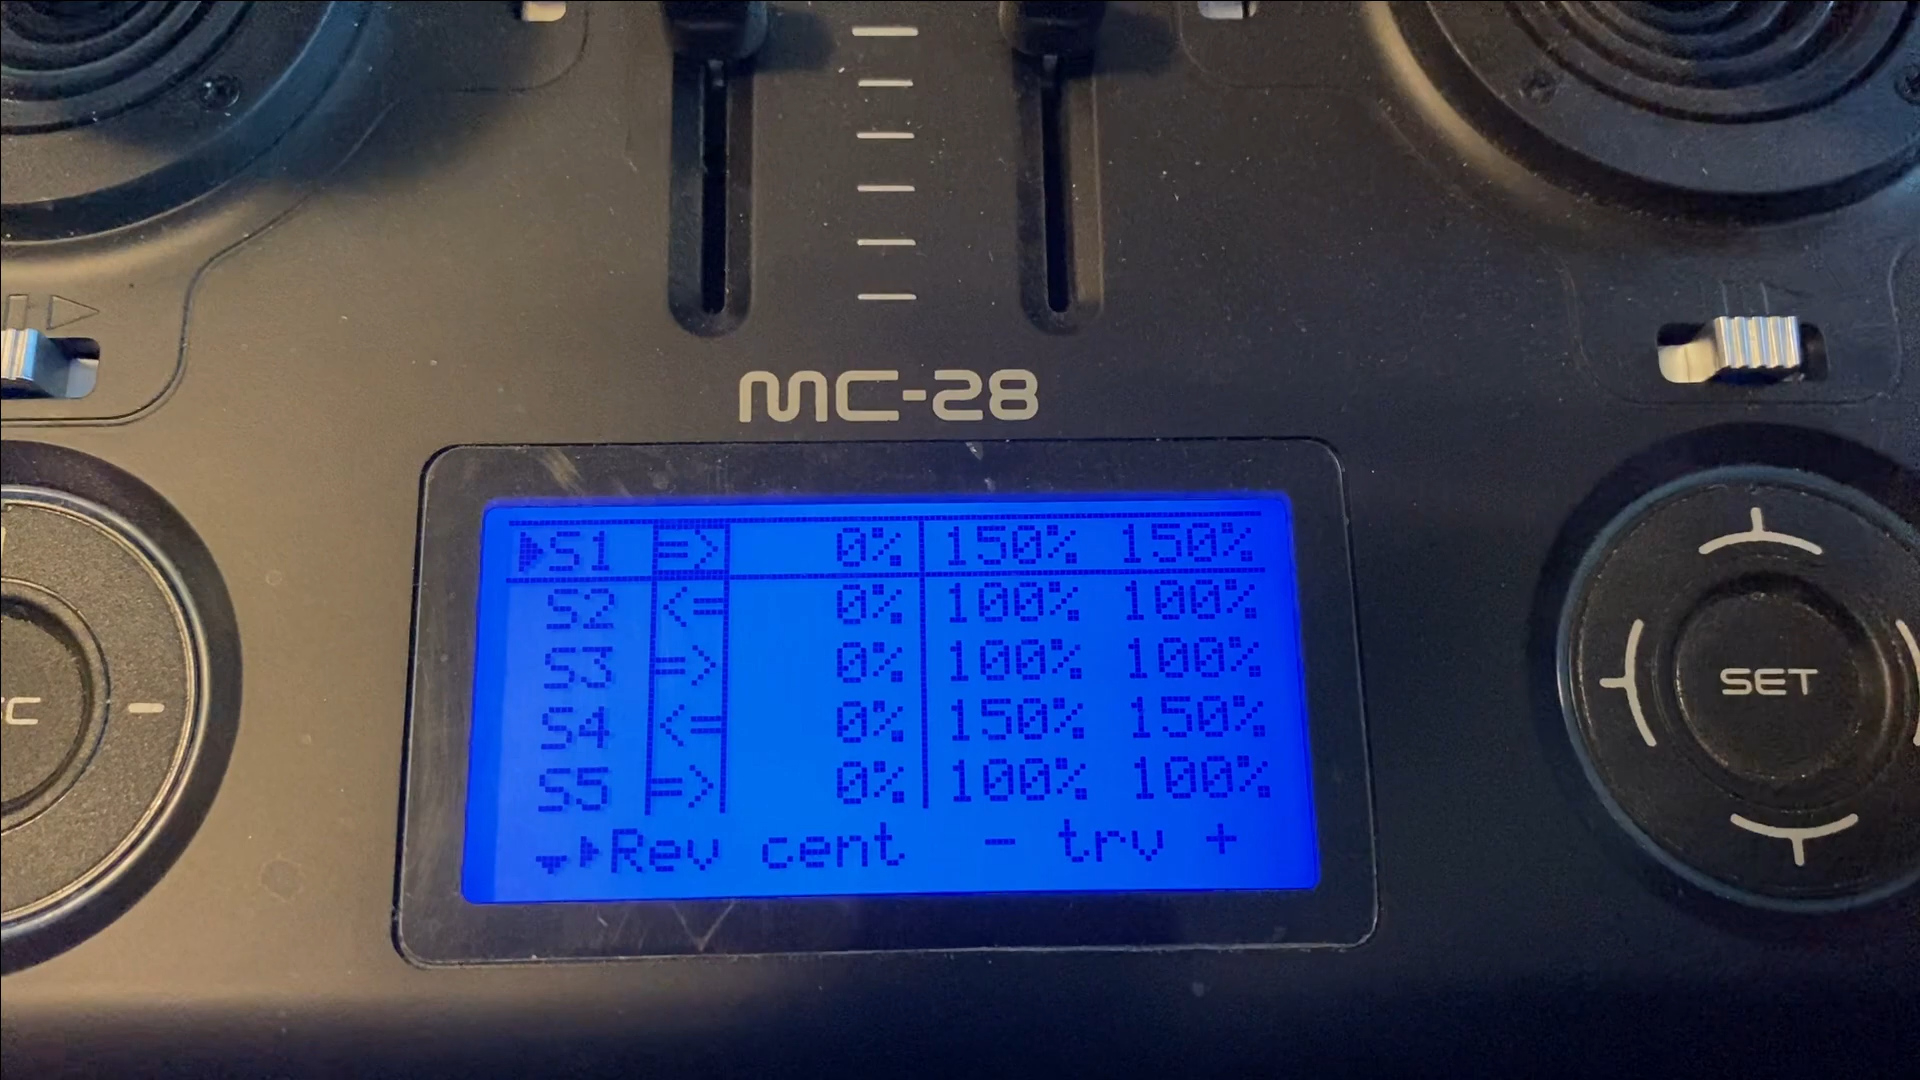 MC-28
S1 => 0% 150% 150%
S2 <= 0% 100% 100%
S3 => 0% 100% 100%
S4 <= 0% 150% 150%
S5 => 0% 100% 100%
Rev cent - trv +
SET